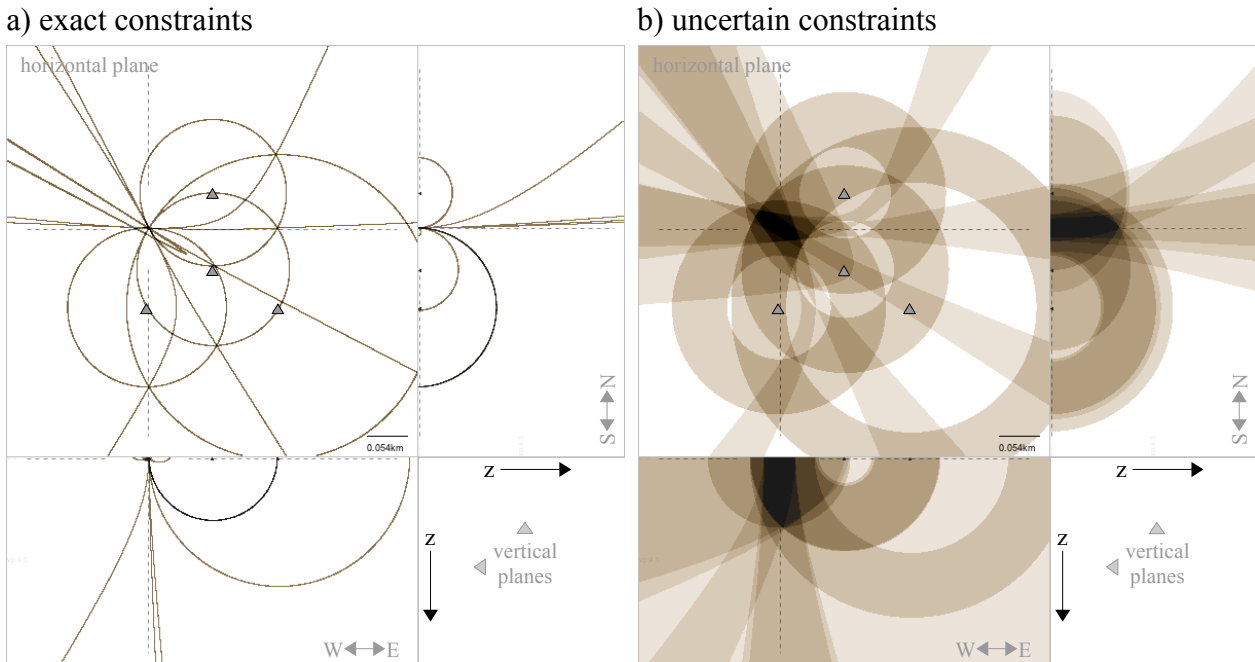 a) exact constraints
b) uncertain constraints
horizontal plane
horizontal plane
S
N
S
N
0.054km
0.054km
z
z
z
z
vertical
planes
vertical
planes
W
E
W
E